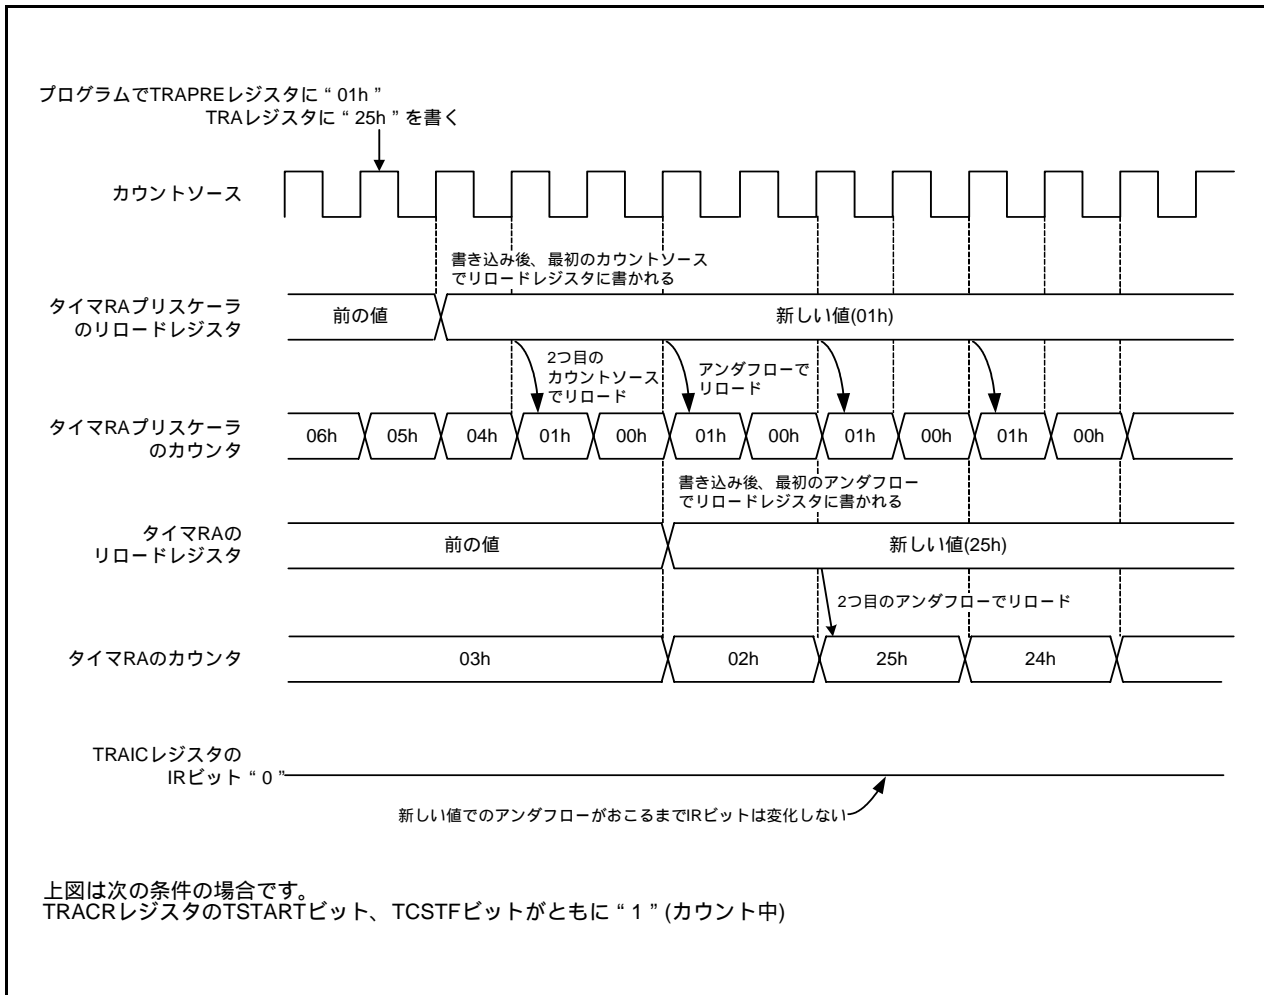 プログラムでTRAPREレジスタに“01h”
TRAレジスタに“25h”を書く
カウントソース
書き込み後、最初のカウントソース
でリロードレジスタに書かれる
タイマRAプリスケーラ
のリロードレジスタ
前の値
新しい値(01h)
2つ目の
カウントソース
でリロード
アンダフローで
リロード
タイマRAプリスケーラ
のカウンタ
06h 05h 04h 01h 00h 01h 00h 01h 00h 01h 00h
書き込み後、最初のアンダフロー
でリロードレジスタに書かれる
タイマRAの
リロードレジスタ
前の値
新しい値(25h)
2つ目のアンダフローでリロード
タイマRAのカウンタ
03h 02h 25h 24h
TRAICレジスタの
IRビット“0”
新しい値でのアンダフローがおこるまでIRビットは変化しない
上図は次の条件の場合です。
TRACRレジスタのTSTARTビット、TCSTFビットがともに“1”(カウント中)